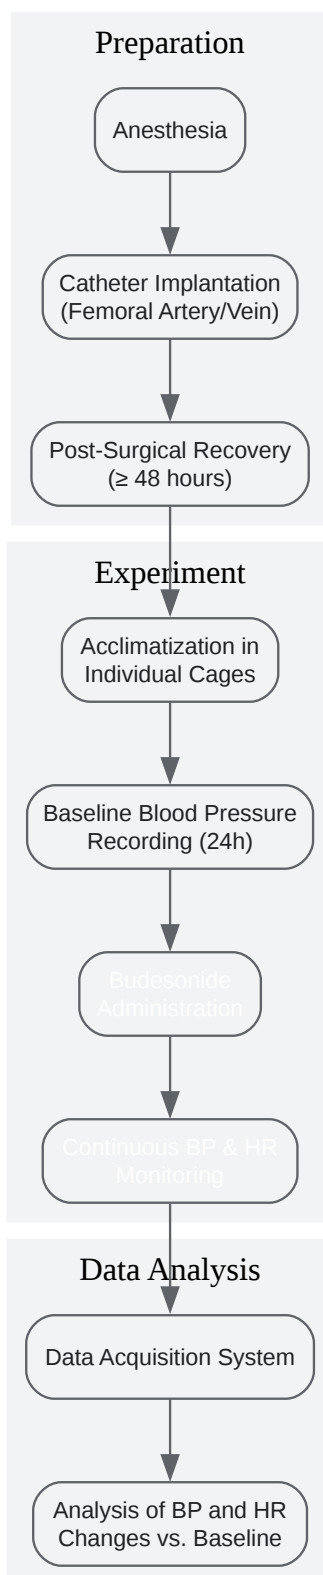 Preparation
Anesthesia
Catheter Implantation
(Femoral Artery/Vein)
Post-Surgical Recovery
(≥ 48 hours)
Experiment
Acclimatization in
Individual Cages
Baseline Blood Pressure
Recording (24h)
Budesonide
Administration
Continuous BP & HR
Monitoring
Data Analysis
Data Acquisition System
Analysis of BP and HR
Changes vs. Baseline